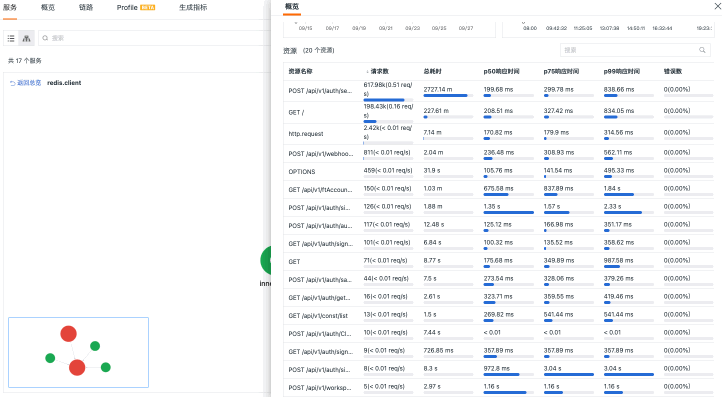 服务 概览 链路 Profile BETA 生成指标
搜索
共 17 个服务
返回总览 redis.client
概览
09/15 09/17 09/19 09/21 09/23 09/25 09/27
08.00 09:42:32 11:25:05 13:07:38 14:50:11 16:32:44 19:23:
资源 (20 个资源)
搜索
资源名称 请求数 总耗时 p50响应时间 p75响应时间 p99响应时间 错误数
POST /api/v1/auth/se... 617.98k(0.51 req/s) 2727.14 m 199.68 ms 299.78 ms 838.66 ms 0(0.00%)
GET / 198.43k(0.16 req/s) 227.61 m 208.51 ms 327.42 ms 834.05 ms 0(0.00%)
http.request 2.42k(< 0.01 req/s) 7.14 m 170.82 ms 179.9 ms 314.56 ms 0(0.00%)
POST /api/v1/webhoo... 811(< 0.01 req/s) 2.04 m 236.48 ms 308.93 ms 562.11 ms 0(0.00%)
OPTIONS 459(< 0.01 req/s) 31.9 s 105.76 ms 141.54 ms 495.33 ms 0(0.00%)
GET /api/v1/ftAccoun... 150(< 0.01 req/s) 1.03 m 675.58 ms 837.89 ms 1.84 s 0(0.00%)
POST /api/v1/auth/si... 126(< 0.01 req/s) 1.88 m 1.35 s 1.57 s 2.33 s 0(0.00%)
POST /api/v1/auth/au... 117(< 0.01 req/s) 12.48 s 125.12 ms 166.98 ms 351.17 ms 0(0.00%)
GET /api/v1/auth/sign... 101(< 0.01 req/s) 6.84 s 100.32 ms 135.52 ms 358.62 ms 0(0.00%)
GET 71(< 0.01 req/s) 8.77 s 175.68 ms 349.89 ms 987.58 ms 0(0.00%)
POST /api/v1/auth/sa... 44(< 0.01 req/s) 7.5 s 273.54 ms 328.06 ms 379.26 ms 0(0.00%)
GET /api/v1/auth/get... 16(< 0.01 req/s) 2.61 s 323.71 ms 359.55 ms 419.46 ms 0(0.00%)
GET /api/v1/const/list 13(< 0.01 req/s) 1.5 s 269.82 ms 541.44 ms 541.44 ms 0(0.00%)
POST /api/v1/auth/Cl... 10(< 0.01 req/s) 7.44 s < 0.01 < 0.01 < 0.01 0(0.00%)
GET /api/v1/auth/sign... 9(< 0.01 req/s) 726.85 ms 357.89 ms 357.89 ms 357.89 ms 0(0.00%)
POST /api/v1/auth/si... 8(< 0.01 req/s) 8.3 s 972.8 ms 3.04 s 3.04 s 0(0.00%)
POST /api/v1/worksp... 5(< 0.01 req/s) 2.97 s 1.16 s 1.16 s 1.16 s 0(0.00%)